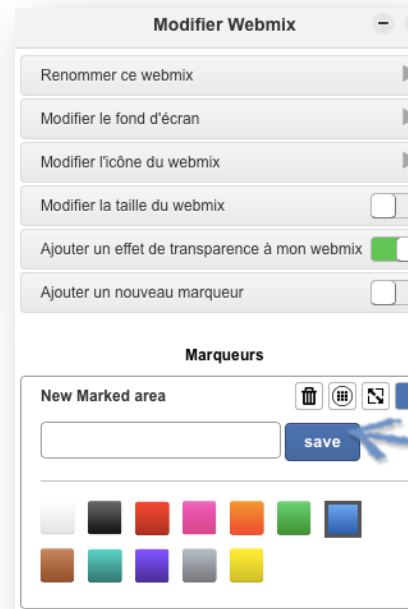 Modifier Webmix
Renommer ce webmix
Modifier le fond d'écran
Modifier l'icône du webmix
Modifier la taille du webmix
Ajouter un effet de transparence à mon webmix
Ajouter un nouveau marqueur
Marqueurs
New Marked area
save